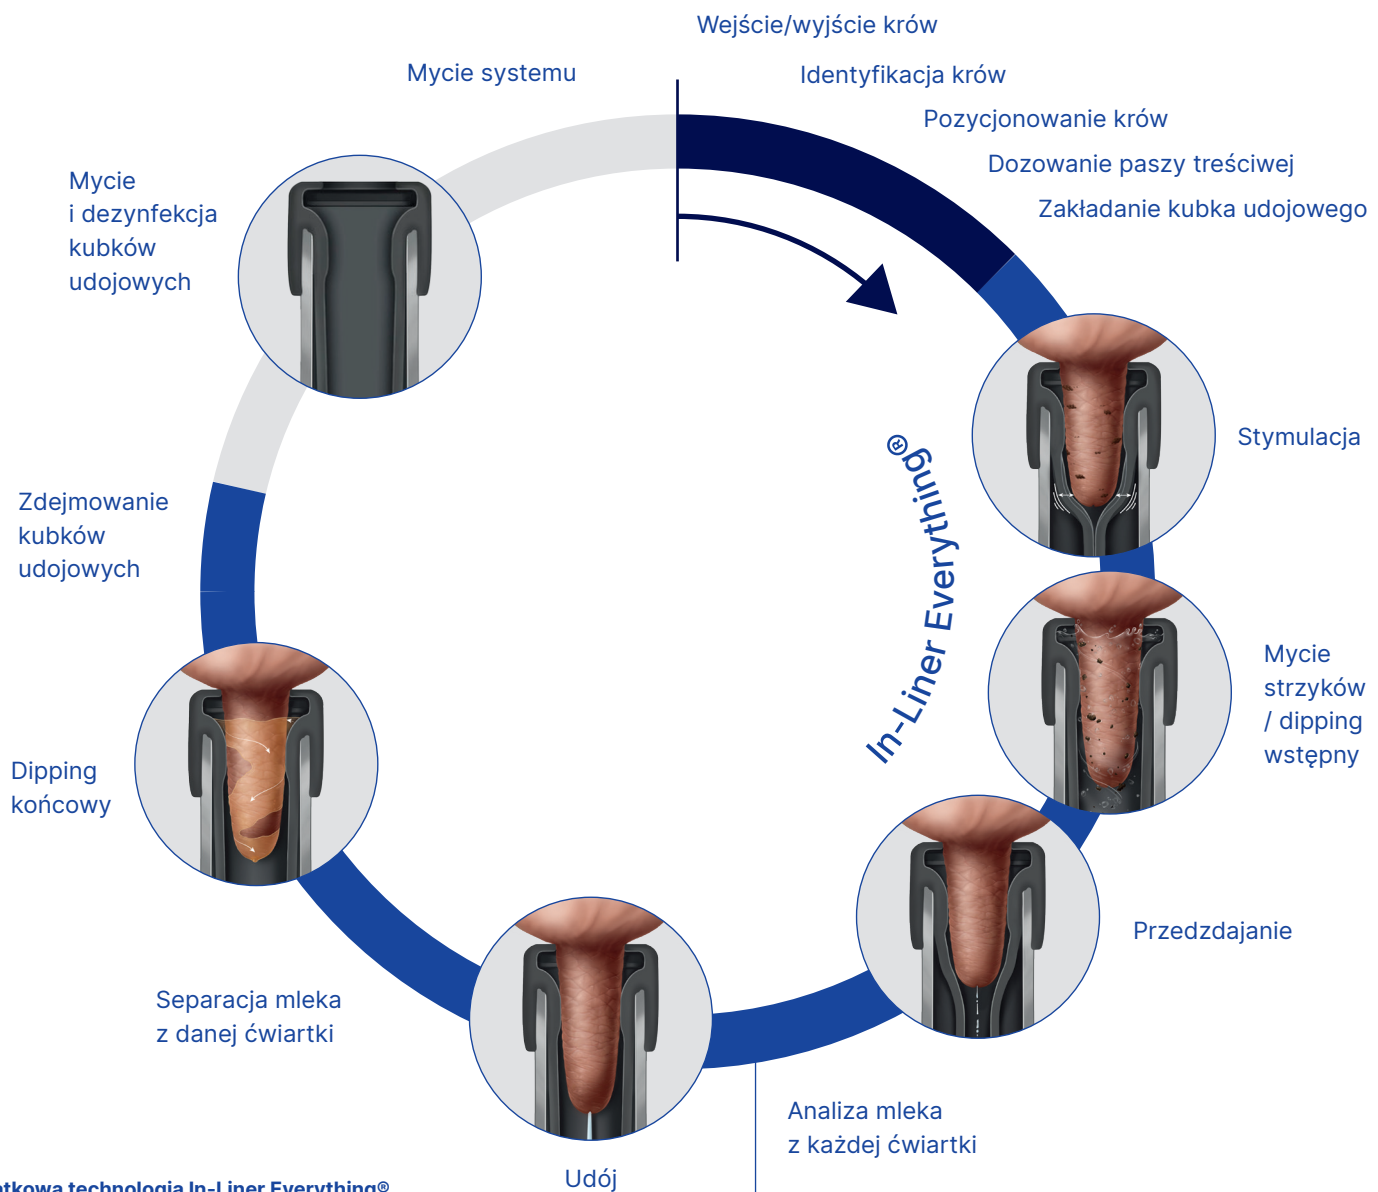 Wejście/wyjście krów
Identyfikacja krów
Pozycjonowanie krów
Dozowanie paszy treściwej
Zakładanie kubka udojowego
Stymulacja
Mycie
strzyków
/ dipping
wstępny
Przedzdajanie
Analiza mleka
z każdej ćwiartki
Udój
Separacja mleka
z danej ćwiartki
Dipping
końcowy
Zdejmowanie
kubków
udojowych
Mycie
i dezynfekcja
kubków
udojowych
Mycie systemu
In-Liner Everything®
technologia In-Liner Everything®